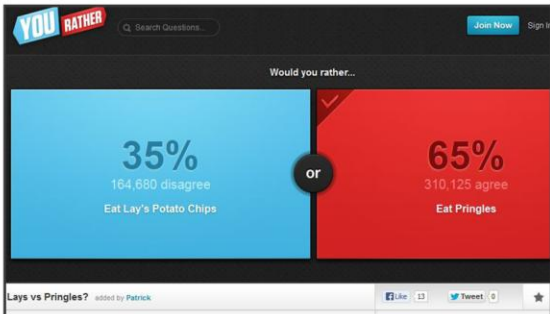 YOU RATHER
Search Questions...
Join Now
Sign In
Would you rather...
35%
164,680 disagree
Eat Lay's Potato Chips
or
65%
310,125 agree
Eat Pringles
Lays vs Pringles? added by Patrick
Like 13
Tweet 0